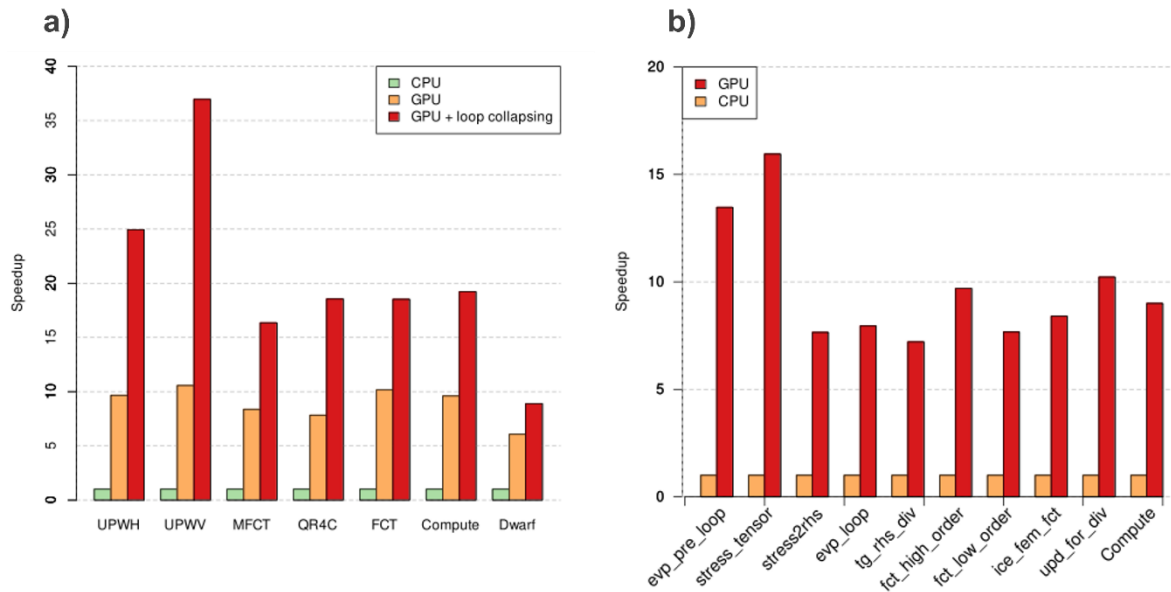 a)
40
35
30
25
20
15
10
5
0
Speedup
CPU
GPU
GPU + loop collapsing
UPWH UPWV MFCT QR4C FCT Compute Dwarf
b)
20
15
10
5
0
Speedup
GPU
CPU
evp_pre_loop
stress_tensor
stress2rhs
evp_loop
tg_rhs_div
fct_high_order
fct_low_order
ice_fem_fct
upd_for_div
Compute